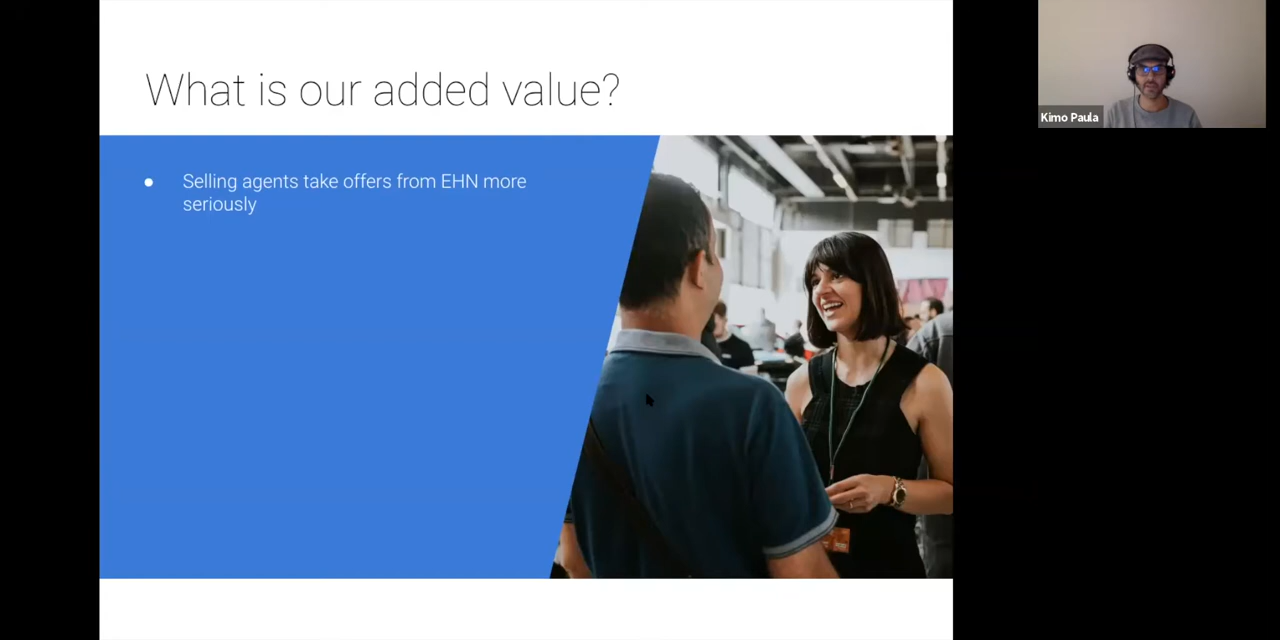 What is our added value?
Selling agents take offers from EHN more
seriously
Kimo Paula